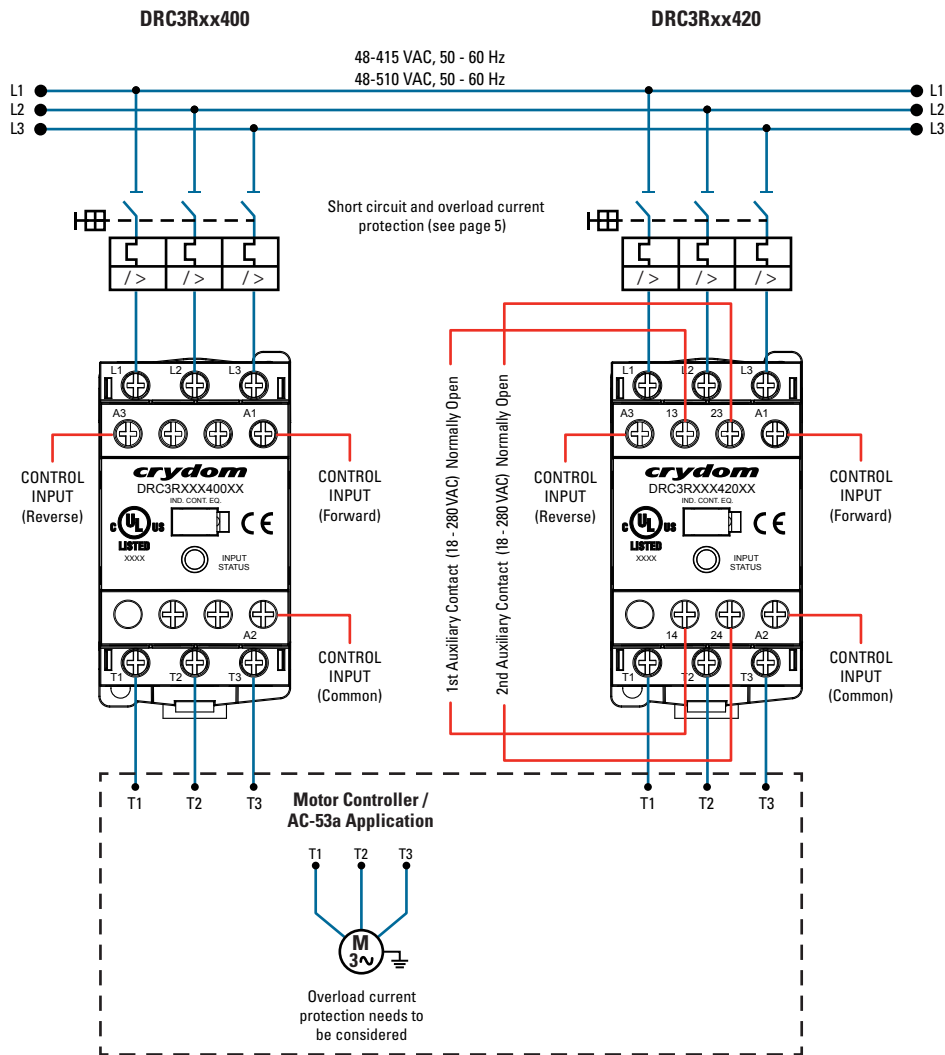 DRC3Rxx400
DRC3Rxx420
48-415 VAC, 50 - 60 Hz
48-510 VAC, 50 - 60 Hz
L1
L2
L3
L1
L2
L3
Short circuit and overload current
protection (see page 5)
/ >
/ >
/ >
/ >
/ >
/ >
L1
L2
L3
A3
A1
crydom
DRC3RXXX400XX
IND. CONT. EQ.
C UL US
LISTED
XXXX
CE
INPUT
STATUS
A2
T1
T2
T3
CONTROL
INPUT
(Reverse)
CONTROL
INPUT
(Forward)
CONTROL
INPUT
(Common)
1st Auxiliary Contact (18 - 280 VAC) Normally Open
2nd Auxiliary Contact (18 - 280 VAC) Normally Open
L1
L2
L3
A3
13
23
A1
crydom
DRC3RXXX420XX
IND. CONT. EQ.
C UL US
LISTED
XXXX
CE
INPUT
STATUS
14
24
A2
T1
T2
T3
CONTROL
INPUT
(Reverse)
CONTROL
INPUT
(Forward)
CONTROL
INPUT
(Common)
T1
T2
T3
T1
T2
T3
Motor Controller /
AC-53a Application
T1
T2
T3
M
3∿
Overload current
protection needs to
be considered